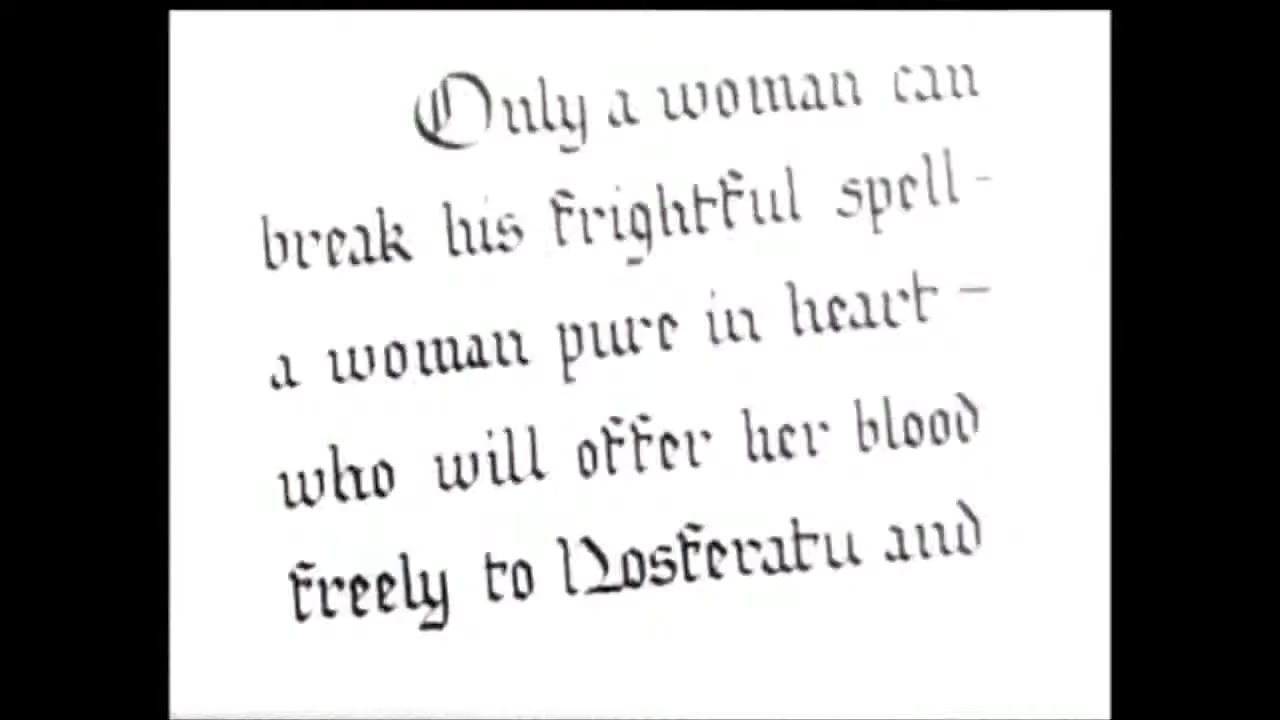 Only a woman can
break his frightful spell -
a woman pure in heart -
who will offer her blood
freely to Nosferatu and